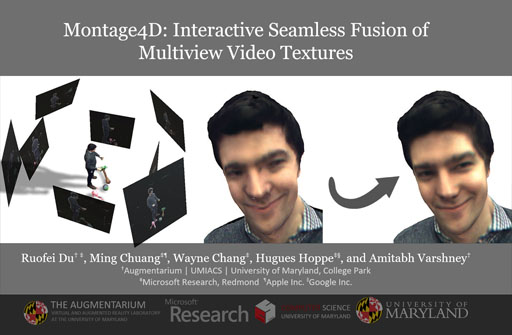 Montage4D: Interactive Seamless Fusion of
Multiview Video Textures
Ruofei Du†‡, Ming Chuang‡¶, Wayne Chang‡, Hugues Hoppe‡§, and Amitabh Varshney†
†Augmentarium | UMIACS | University of Maryland, College Park
‡Microsoft Research, Redmond ¶Apple Inc. §Google Inc.
THE AUGMENTARIUM
VIRTUAL AND AUGMENTED REALITY LABORATORY
AT THE UNIVERSITY OF MARYLAND
Microsoft
Research
SCIENCE
UNIVERSITY OF MARYLAND
UNIVERSITY OF
MARYLAND